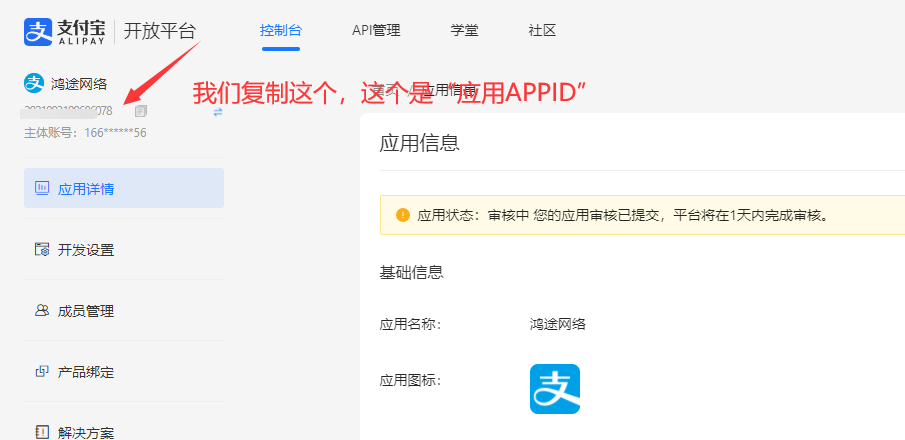 支付宝 ALIPAY 开放平台 控制台 API管理 学堂 社区
鸿途网络
我们复制这个，这个是“应用APPID”
应用信息
主体账号：166******56
应用信息
应用详情
应用状态：审核中 您的应用审核已提交，平台将在1天内完成审核。
开发设置
基础信息
成员管理
应用名称： 鸿途网络
产品绑定
应用图标： 支
解决方案